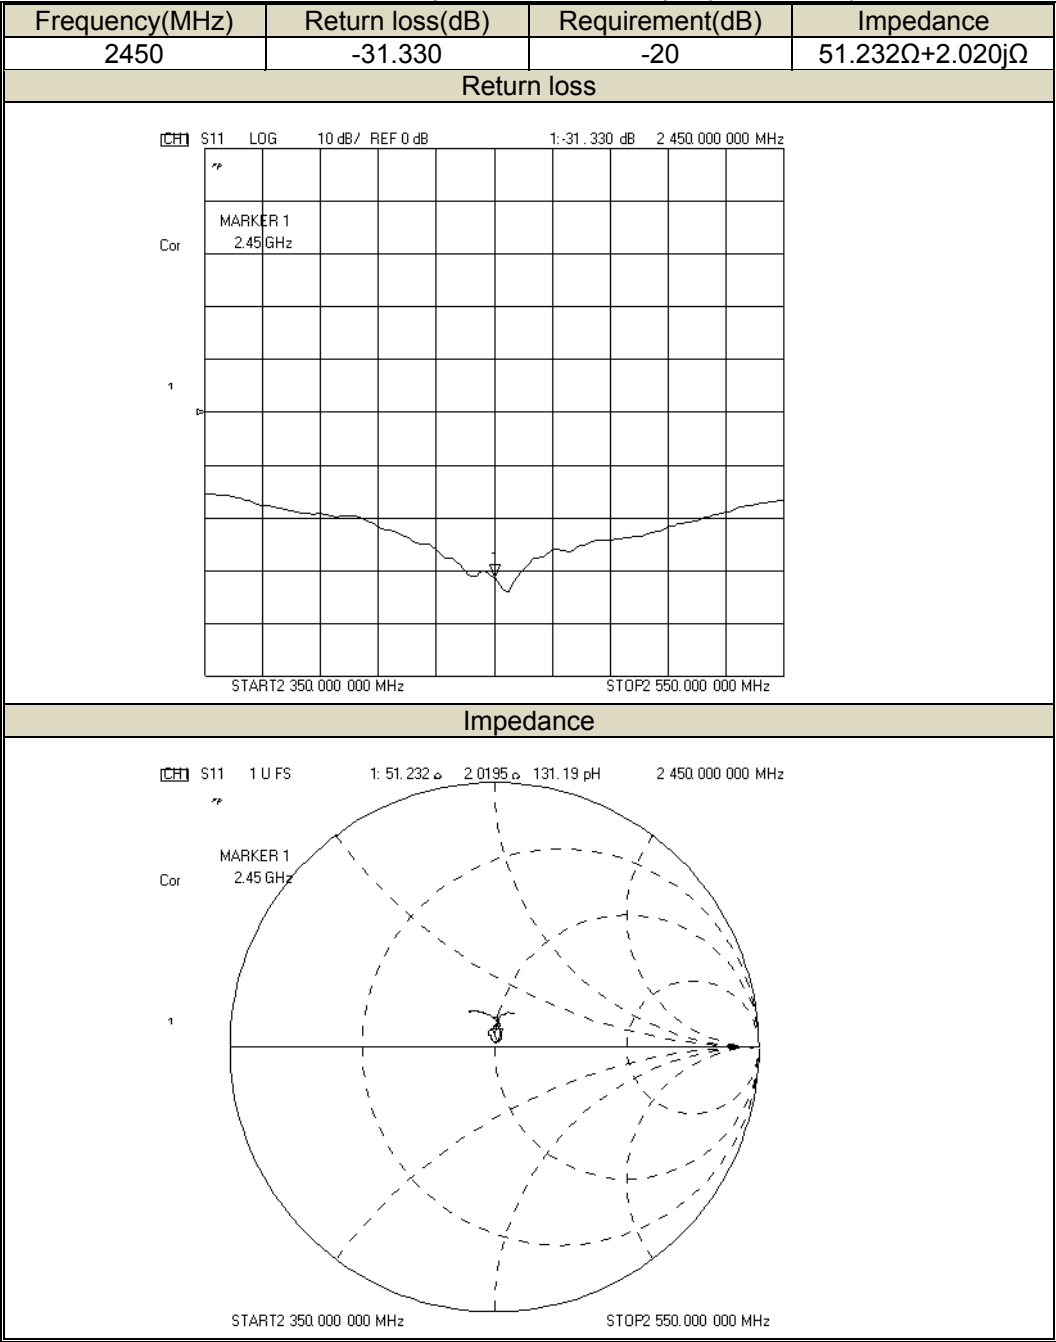 Frequency(MHz) Return loss(dB) Requirement(dB) Impedance
2450 -31.330 -20 51.232Ω+2.020jΩ
Return loss
CH1 S11 LOG 10 dB/ REF 0 dB 1:-31.330 dB 2 450.000 000 MHz
MARKER 1
2.45 GHz
Cor
1
START2 350.000 000 MHz STOP2 550.000 000 MHz
Impedance
CH1 S11 1 U FS 1: 51.232 Ω 2.0195 Ω 131.19 pH 2 450.000 000 MHz
MARKER 1
2.45 GHz
Cor
1
START2 350.000 000 MHz STOP2 550.000 000 MHz